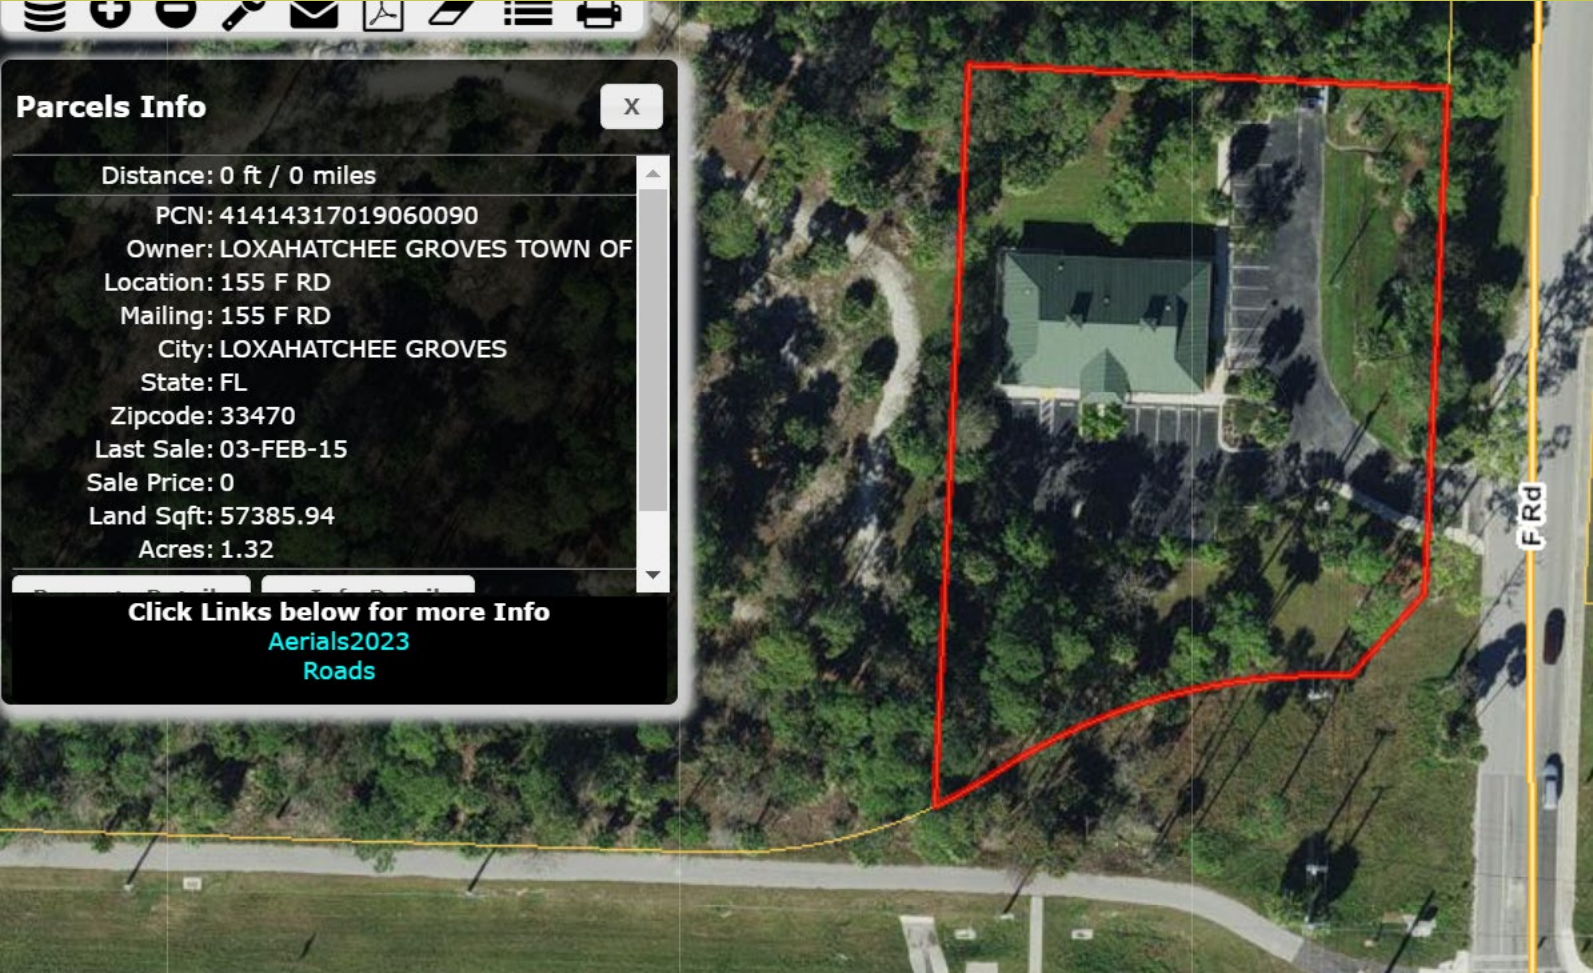 Parcels Info
X
Distance: 0 ft / 0 miles
PCN: 41414317019060090
Owner: LOXAHATCHEE GROVES TOWN OF
Location: 155 F RD
Mailing: 155 F RD
City: LOXAHATCHEE GROVES
State: FL
Zipcode: 33470
Last Sale: 03-FEB-15
Sale Price: 0
Land Sqft: 57385.94
Acres: 1.32
Click Links below for more Info
Aerials2023
Roads
F Rd